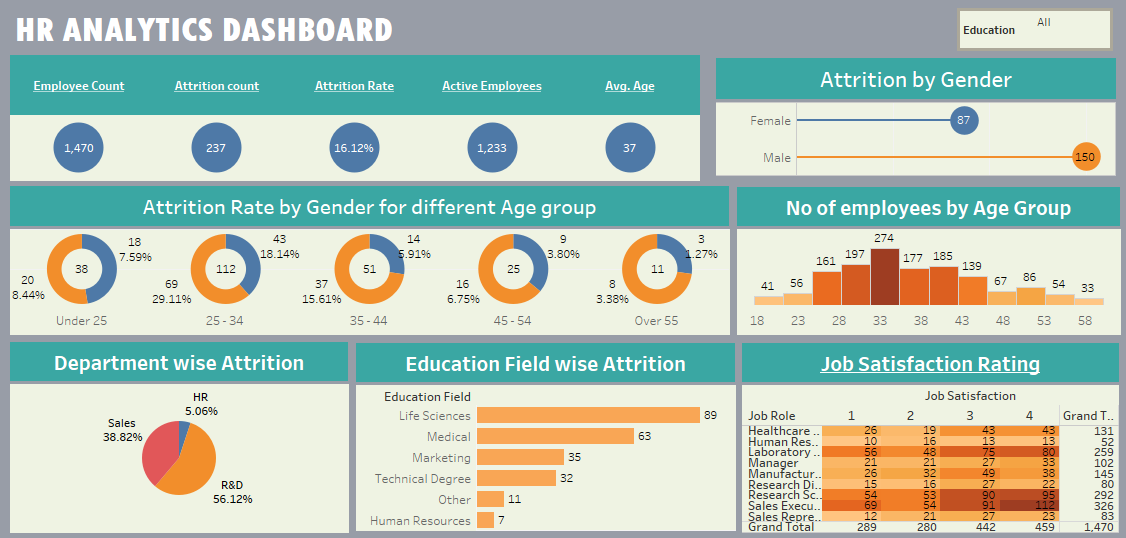 HR ANALYTICS DASHBOARD
Education
All
Employee Count Attrition count Attrition Rate Active Employees Avg. Age
1,470 237 16.12% 1,233 37
Attrition by Gender
Female 87
Male 150
Attrition Rate by Gender for different Age group
18
7.59%
38
20
8.44%
Under 25
43
18.14%
112
69
29.11%
25 - 34
14
5.91%
51
37
15.61%
35 - 44
9
3.80%
25
16
6.75%
45 - 54
3
1.27%
11
8
3.38%
Over 55
No of employees by Age Group
41 56 161 197 274 177 185 139 67 86 54 33
18 23 28 33 38 43 48 53 58
Department wise Attrition
HR
5.06%
Sales
38.82%
R&D
56.12%
Education Field wise Attrition
Education Field
Life Sciences 89
Medical 63
Marketing 35
Technical Degree 32
Other 11
Human Resources 7
Job Satisfaction Rating
Job Satisfaction
Job Role 1 2 3 4 Grand T..
Healthcare .. 26 19 43 43 131
Human Res.. 10 16 13 13 52
Laboratory .. 56 48 75 80 259
Manager 21 21 27 33 102
Manufactur.. 26 32 49 38 145
Research Di.. 15 16 27 22 80
Research Sc.. 54 53 90 95 292
Sales Execu.. 69 54 91 112 326
Sales Repre.. 12 21 27 23 83
Grand Total 289 280 442 459 1,470